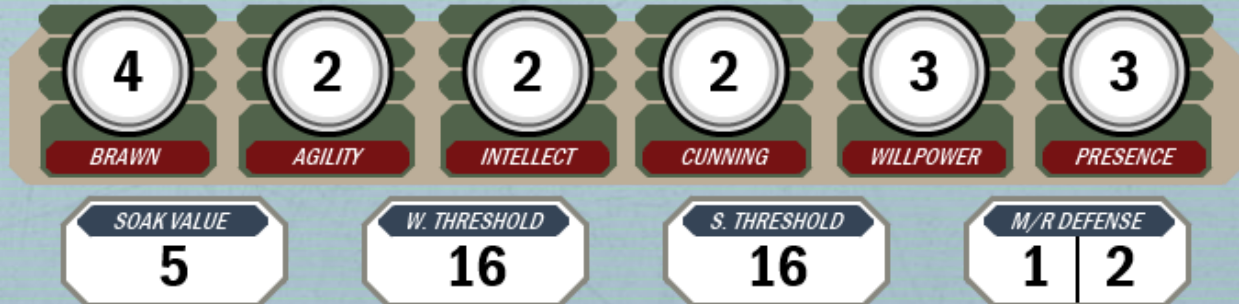 4 2 2 2 3 3
BRAWN AGILITY INTELLECT CUNNING WILLPOWER PRESENCE
SOAK VALUE W. THRESHOLD S. THRESHOLD M/R DEFENSE
5 16 16 1 2